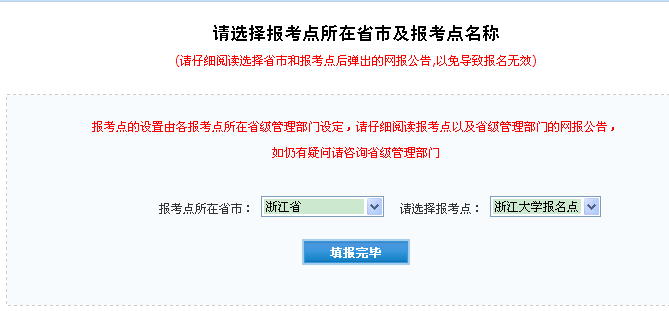 请选择报考点所在省市及报考点名称
(请仔细阅读选择省市和报考点后弹出的网报公告,以免导致报名无效)
报考点的设置由各报考点所在省级管理部门设定，请仔细阅读报考点以及省级管理部门的网报公告，
如仍有疑问请咨询省级管理部门
报考点所在省市： 浙江省 请选择报考点： 浙江大学报名点
填报完毕